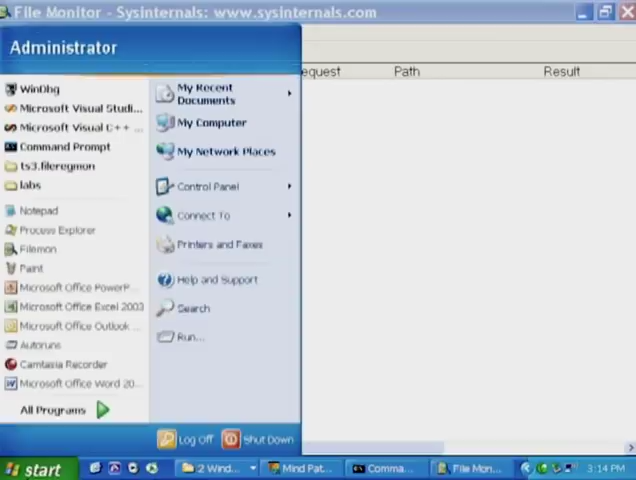 File Monitor - Sysinternals: www.sysinternals.com
Administrator
equest
Path
Result
WinDbg
Microsoft Visual Studi...
Microsoft Visual C++ ...
Command Prompt
ts3.fileregmon
labs
Notepad
Process Explorer
Filemon
Paint
Microsoft Office PowerP...
Microsoft Office Excel 2003
Microsoft Office Outlook ...
Autoruns
Camtasia Recorder
Microsoft Office Word 20...
All Programs
My Recent
Documents
My Computer
My Network Places
Control Panel
Connect To
Printers and Faxes
Help and Support
Search
Run...
Log Off
Shut Down
start
2 Wind...
Mind Pat...
Comma...
File Mon...
3:14 PM